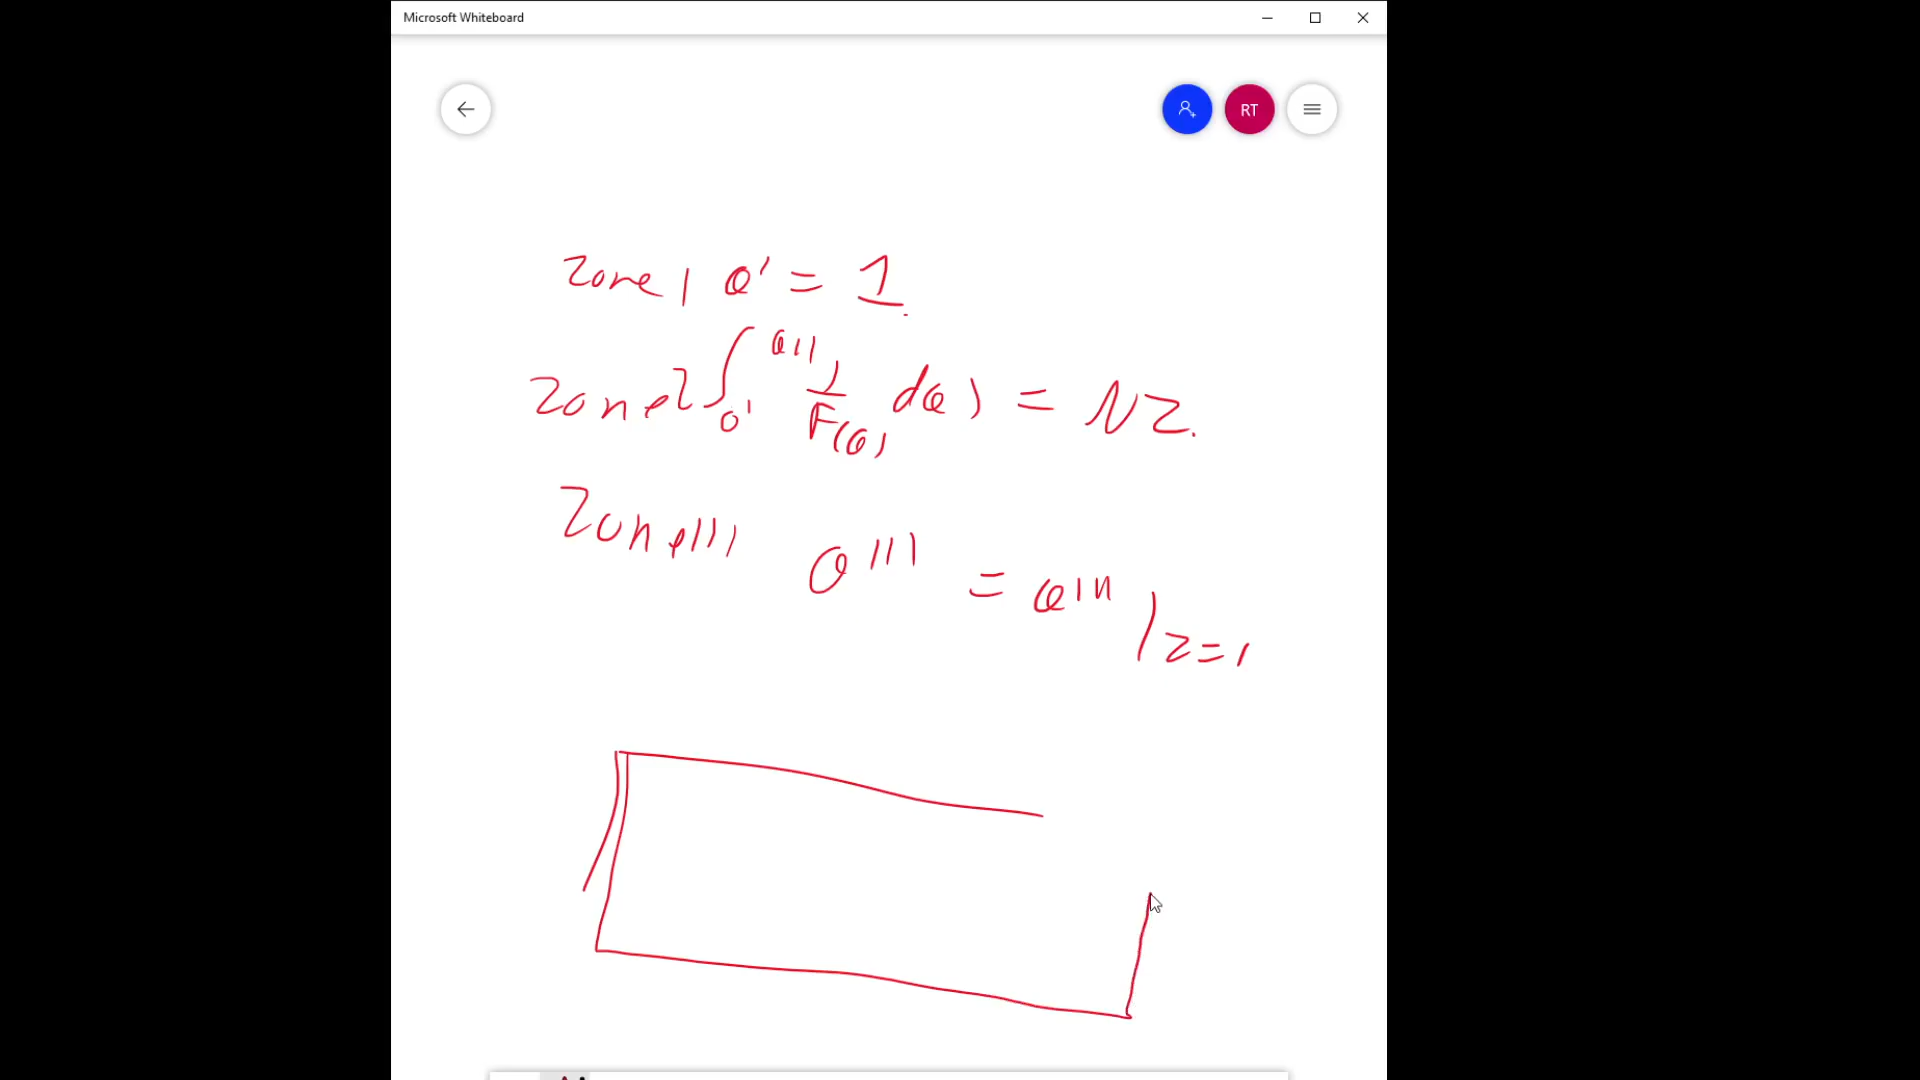 Microsoft Whiteboard
RT
Zone I θ' = 1.
Zone II ∫ θ' θ'' 1/F(θ) dθ = NZ.
Zone III θ''' = θ''' |z=1